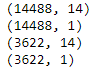 (14488, 14)
(14488, 1)
(3622, 14)
(3622, 1)